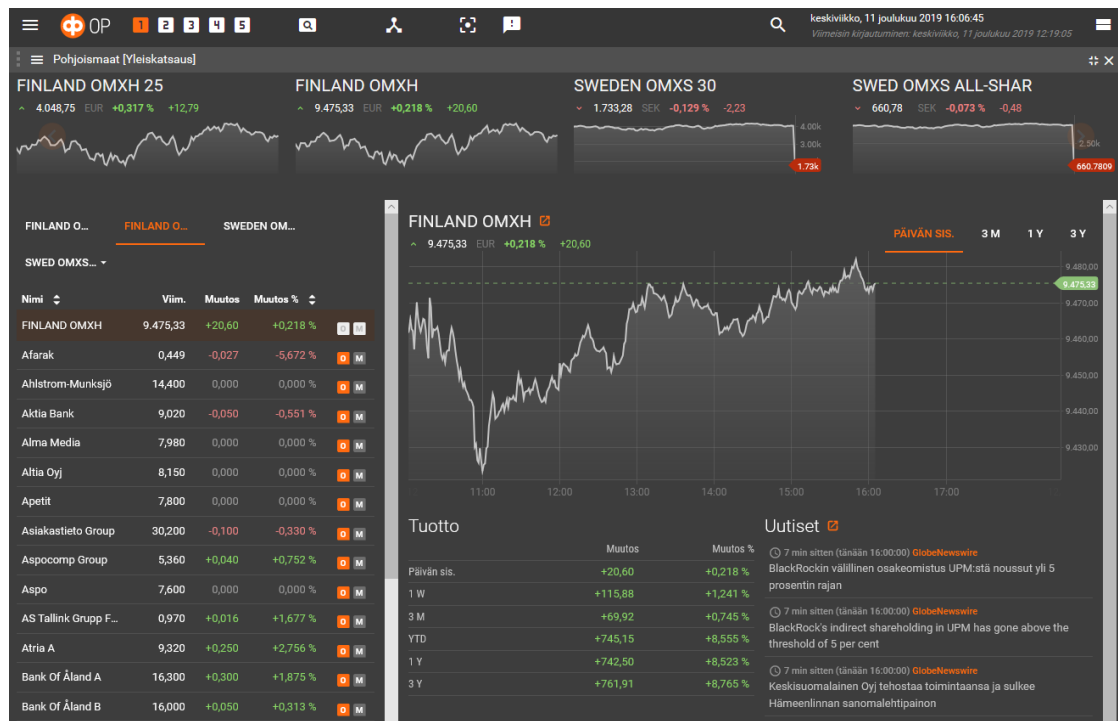 OP 1 2 3 4 5
keskiviikko, 11 joulukuu 2019 16:06:45
Viimeisin kirjautuminen: keskiviikko, 11 joulukuu 2019 12:19:05
Pohjoismaat [Yleiskatsaus]
FINLAND OMXH 25
4.048,75 EUR +0,317 % +12,79
FINLAND OMXH
9.475,33 EUR +0,218 % +20,60
SWEDEN OMXS 30
1.733,28 SEK -0,129 % -2,23
4.00k
3.00k
1.73k
SWED OMXS ALL-SHAR
660,78 SEK -0,073 % -0,48
2.50k
660.7809
FINLAND O... FINLAND O... SWEDEN OM...
SWED OMXS...
Nimi Viim. Muutos Muutos %
FINLAND OMXH 9.475,33 +20,60 +0,218 % O M
Afarak 0,449 -0,027 -5,672 % O M
Ahlstrom-Munksjö 14,400 0,000 0,000 % O M
Aktia Bank 9,020 -0,050 -0,551 % O M
Alma Media 7,980 0,000 0,000 % O M
Altia Oyj 8,150 0,000 0,000 % O M
Apetit 7,800 0,000 0,000 % O M
Asiakastieto Group 30,200 -0,100 -0,330 % O M
Aspocomp Group 5,360 +0,040 +0,752 % O M
Aspo 7,600 0,000 0,000 % O M
AS Tallink Grupp F... 0,970 +0,016 +1,677 % O M
Atria A 9,320 +0,250 +2,756 % O M
Bank Of Åland A 16,300 +0,300 +1,875 % O M
Bank Of Åland B 16,000 +0,050 +0,313 % O M
FINLAND OMXH
9.475,33 EUR +0,218 % +20,60
PÄIVÄN SIS. 3 M 1 Y 3 Y
9.480,00
9.475,33
9.470,00
9.460,00
9.450,00
9.440,00
9.430,00
11:00 12:00 13:00 14:00 15:00 16:00 17:00
Tuotto
Muutos Muutos %
Päivän sis. +20,60 +0,218 %
1 W +115,88 +1,241 %
3 M +69,92 +0,745 %
YTD +745,15 +8,555 %
1 Y +742,50 +8,523 %
3 Y +761,91 +8,765 %
Uutiset
7 min sitten (tänään 16:00:00) GlobeNewswire
BlackRockin välillinen osakeomistus UPM:stä noussut yli 5
prosentin rajan
7 min sitten (tänään 16:00:00) GlobeNewswire
BlackRock's indirect shareholding in UPM has gone above the
threshold of 5 per cent
7 min sitten (tänään 16:00:00) GlobeNewswire
Keskisuomalainen Oyj tehostaa toimintaansa ja sulkee
Hämeenlinnan sanomalehtipainon